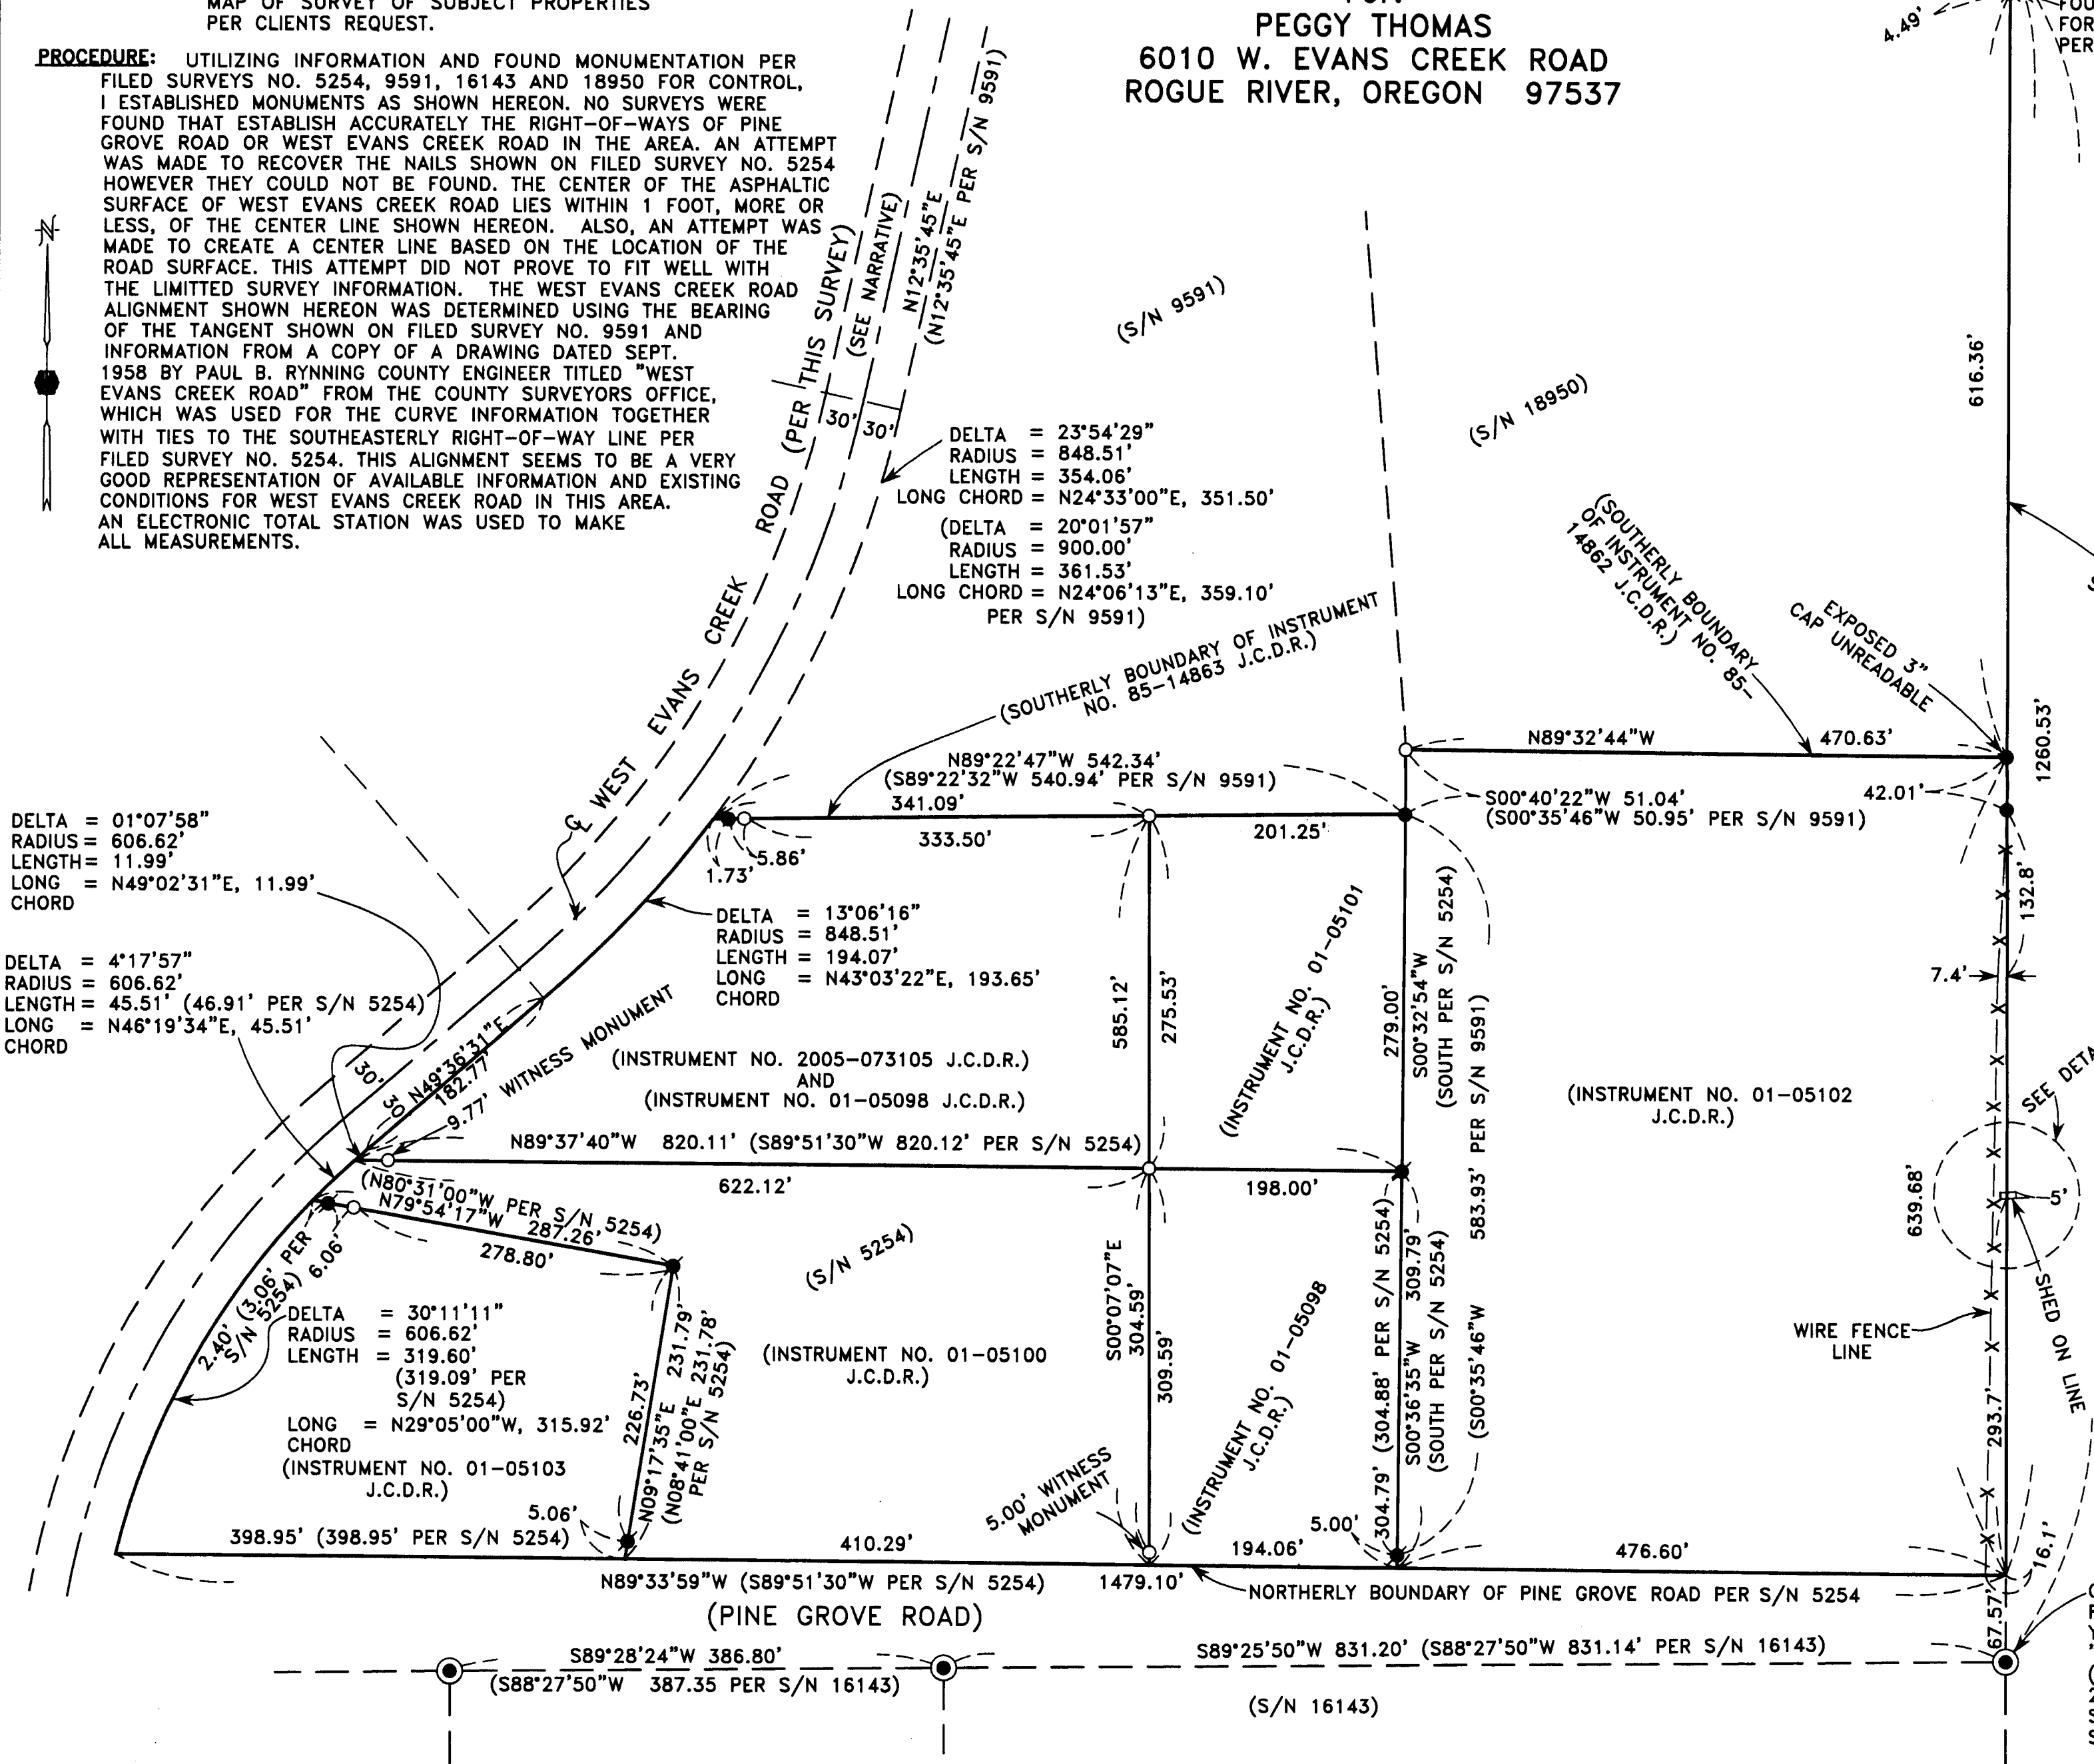 MAP OF SURVEY OF SUBJECT PROPERTIES
PER CLIENTS REQUEST.
PROCEDURE: UTILIZING INFORMATION AND FOUND MONUMENTATION PER
FILED SURVEYS NO. 5254, 9591, 16143 AND 18950 FOR CONTROL,
I ESTABLISHED MONUMENTS AS SHOWN HEREON. NO SURVEYS WERE
FOUND THAT ESTABLISH ACCURATELY THE RIGHT-OF-WAYS OF PINE
GROVE ROAD OR WEST EVANS CREEK ROAD IN THE AREA. AN ATTEMPT
WAS MADE TO RECOVER THE NAILS SHOWN ON FILED SURVEY NO. 5254
HOWEVER THEY COULD NOT BE FOUND. THE CENTER OF THE ASPHALTIC
SURFACE OF WEST EVANS CREEK ROAD LIES WITHIN 1 FOOT, MORE OR
LESS, OF THE CENTER LINE SHOWN HEREON. ALSO, AN ATTEMPT WAS
MADE TO CREATE A CENTER LINE BASED ON THE LOCATION OF THE
ROAD SURFACE. THIS ATTEMPT DID NOT PROVE TO FIT WELL WITH
THE LIMITTED SURVEY INFORMATION. THE WEST EVANS CREEK ROAD
ALIGNMENT SHOWN HEREON WAS DETERMINED USING THE BEARING
OF THE TANGENT SHOWN ON FILED SURVEY NO. 9591 AND
INFORMATION FROM A COPY OF A DRAWING DATED SEPT.
1958 BY PAUL B. RYNNING COUNTY ENGINEER TITLED "WEST
EVANS CREEK ROAD" FROM THE COUNTY SURVEYORS OFFICE,
WHICH WAS USED FOR THE CURVE INFORMATION TOGETHER
WITH TIES TO THE SOUTHEASTERLY RIGHT-OF-WAY LINE PER
FILED SURVEY NO. 5254. THIS ALIGNMENT SEEMS TO BE A VERY
GOOD REPRESENTATION OF AVAILABLE INFORMATION AND EXISTING
CONDITIONS FOR WEST EVANS CREEK ROAD IN THIS AREA.
AN ELECTRONIC TOTAL STATION WAS USED TO MAKE
ALL MEASUREMENTS.
N
PEGGY THOMAS
6010 W. EVANS CREEK ROAD
ROGUE RIVER, OREGON 97537
4.49'
FOU
FOR
PER
℄ WEST EVANS CREEK ROAD (PER THIS SURVEY)
(SEE NARRATIVE)
N12°35'45"E
(N12°35'45"E PER S/N 9591)
30' 30'
(S/N 9591)
(S/N 18950)
616.36'
DELTA = 23°54'29"
RADIUS = 848.51'
LENGTH = 354.06'
LONG CHORD = N24°33'00"E, 351.50'
(DELTA = 20°01'57"
RADIUS = 900.00'
LENGTH = 361.53'
LONG CHORD = N24°06'13"E, 359.10'
PER S/N 9591)
(SOUTHERLY BOUNDARY OF INSTRUMENT
NO. 85-14863 J.C.D.R.)
(SOUTHERLY BOUNDARY
OF INSTRUMENT NO. 85-
14862 J.C.D.R.)
EXPOSED 3"
CAP UNREADABLE
1260.53'
N89°32'44"W 470.63'
N89°22'47"W 542.34'
(S89°22'32"W 540.94' PER S/N 9591)
341.09'
333.50'
201.25'
5.86'
1.73'
S00°40'22"W 51.04'
(S00°35'46"W 50.95' PER S/N 9591)
42.01'
132.8'
7.4'
DELTA = 01°07'58"
RADIUS = 606.62'
LENGTH= 11.99'
LONG = N49°02'31"E, 11.99'
CHORD
DELTA = 4°17'57"
RADIUS = 606.62'
LENGTH= 45.51' (46.91' PER S/N 5254)
LONG = N46°19'34"E, 45.51'
CHORD
DELTA = 13°06'16"
RADIUS = 848.51'
LENGTH = 194.07'
LONG = N43°03'22"E, 193.65'
CHORD
30'
30
N49°36'31"E
182.77'
9.77' WITNESS MONUMENT
(INSTRUMENT NO. 2005-073105 J.C.D.R.)
AND
(INSTRUMENT NO. 01-05098 J.C.D.R.)
585.12'
275.53'
(INSTRUMENT NO. 01-05101
J.C.D.R.)
279.00'
S00°32'54"W
(SOUTH PER S/N 5254)
(S00°35'46"W 583.93' PER S/N 9591)
(INSTRUMENT NO. 01-05102
J.C.D.R.)
SEE DETA
5'
639.68'
SHED ON LINE
N89°37'40"W 820.11' (S89°51'30"W 820.12' PER S/N 5254)
622.12'
198.00'
(N80°31'00"W PER S/N 5254)
N79°54'17"W 287.26'
278.80'
6.06'
2.40' (3.06' PER
S/N 5254)
(S/N 5254)
DELTA = 30°11'11"
RADIUS = 606.62'
LENGTH = 319.60'
(319.09' PER
S/N 5254)
LONG = N29°05'00"W, 315.92'
CHORD
(INSTRUMENT NO. 01-05103
J.C.D.R.)
226.73'
N09°17'35"E 231.79'
(N08°41'00"E 231.78'
PER S/N 5254)
(INSTRUMENT NO. 01-05100
J.C.D.R.)
S00°07'07"E
304.59'
309.59'
(INSTRUMENT NO. 01-05098
J.C.D.R.)
304.79' (304.88' PER S/N 5254)
S00°36'35"W 309.79'
(SOUTH PER S/N 5254)
WIRE FENCE
LINE
293.7'
5.00' WITNESS
MONUMENT
5.06'
5.00'
16.1'
67.57'
398.95' (398.95' PER S/N 5254)
410.29'
194.06'
476.60'
N89°33'59"W (S89°51'30"W PER S/N 5254) 1479.10'
NORTHERLY BOUNDARY OF PINE GROVE ROAD PER S/N 5254
(PINE GROVE ROAD)
S89°28'24"W 386.80'
(S88°27'50"W 387.35 PER S/N 16143)
S89°25'50"W 831.20' (S88°27'50"W 831.14' PER S/N 16143)
(S/N 16143)